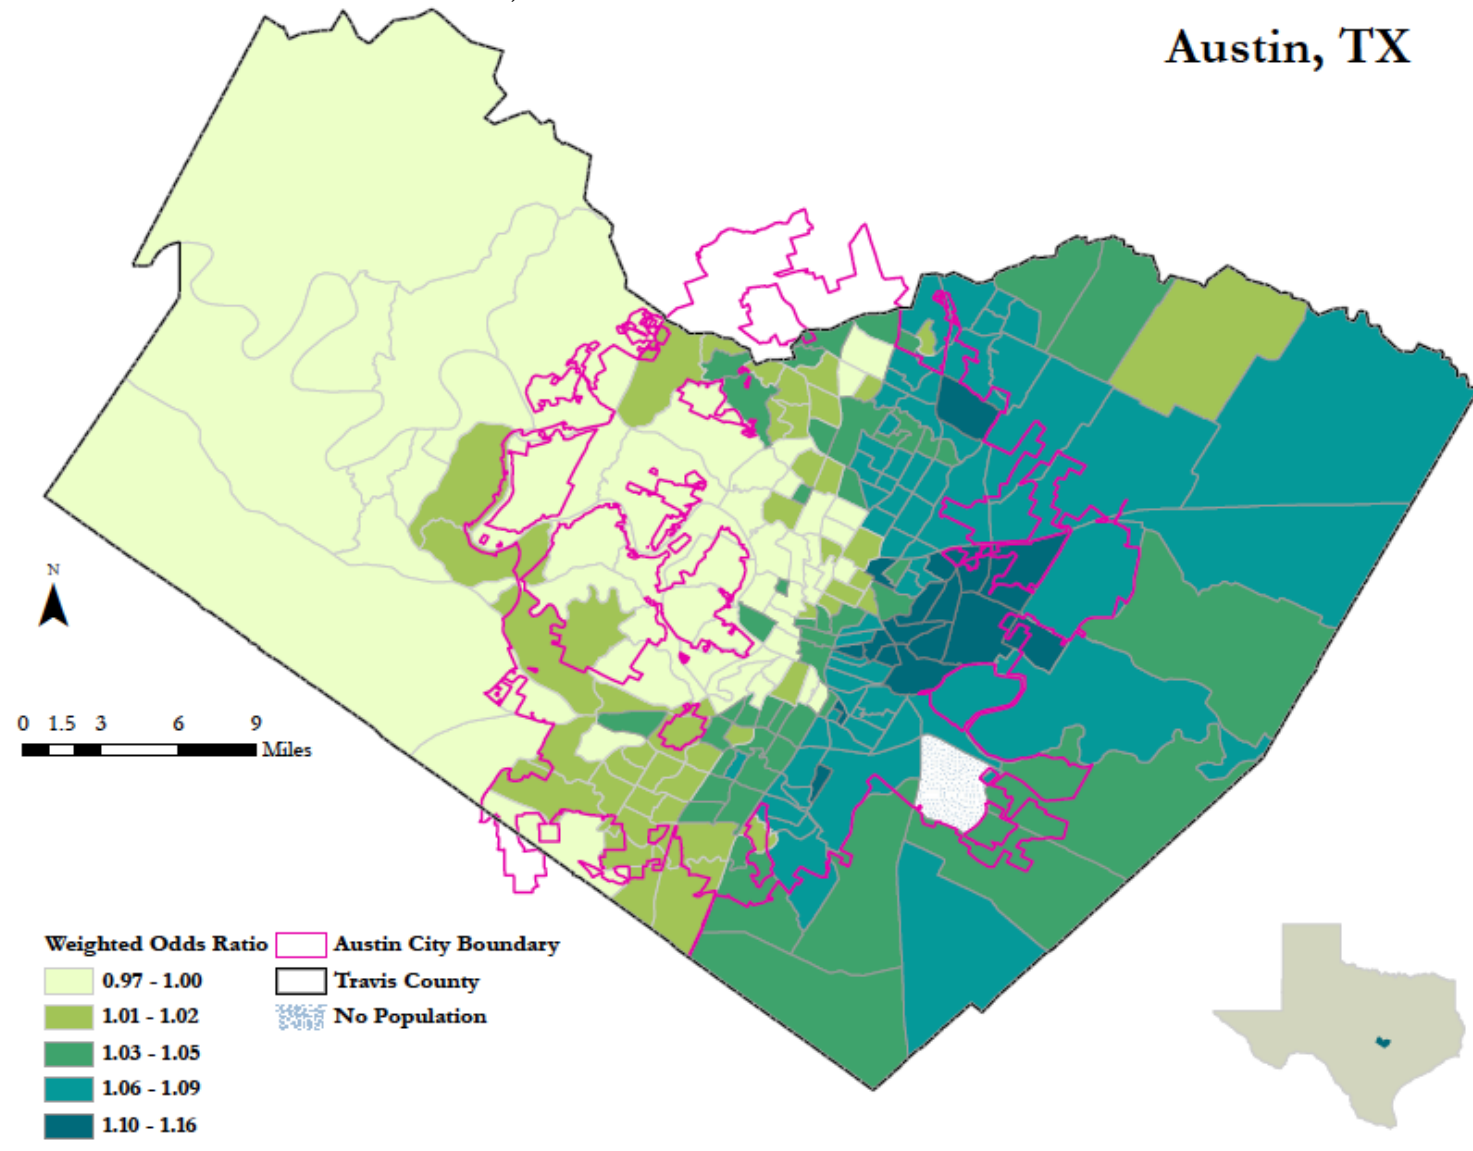 Austin, TX
N
0 1.5 3 6 9
Miles
Weighted Odds Ratio
0.97 - 1.00
1.01 - 1.02
1.03 - 1.05
1.06 - 1.09
1.10 - 1.16
Austin City Boundary
Travis County
No Population